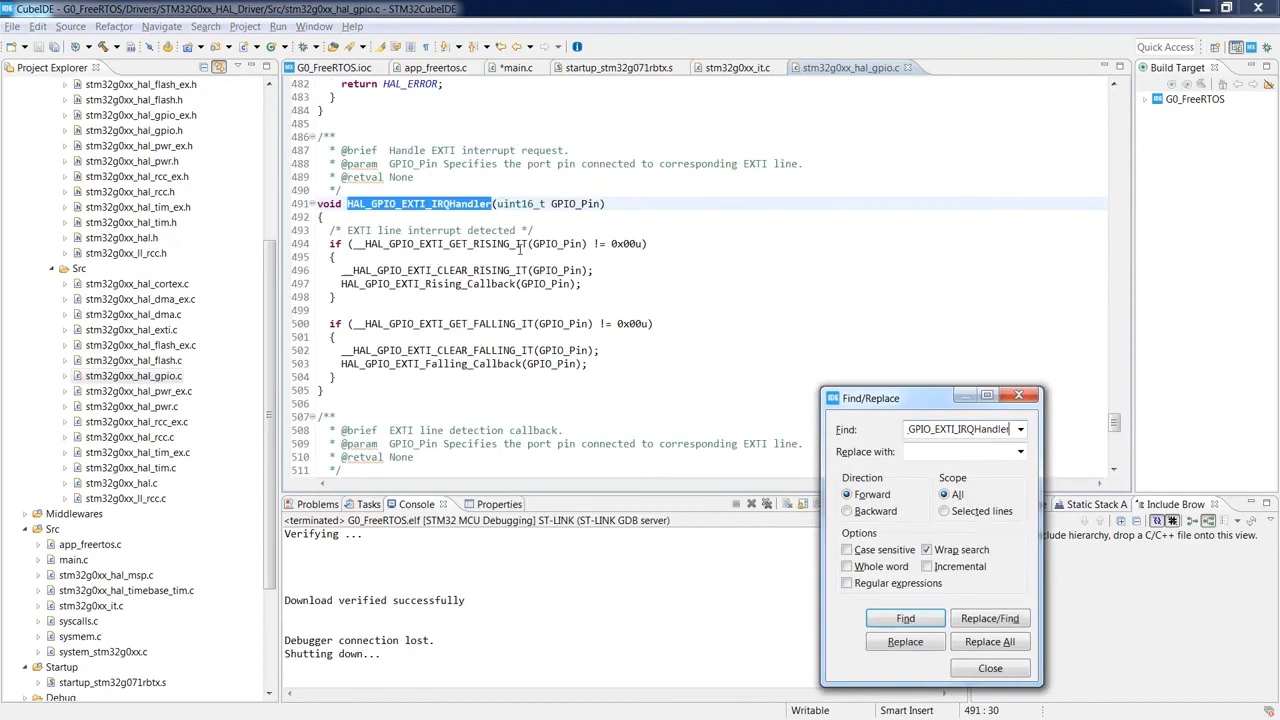 CubeIDE - G0_FreeRTOS/Drivers/STM32G0xx_HAL_Driver/Src/stm32g0xx_hal_gpio.c - STM32CubeIDE
File Edit Source Refactor Navigate Search Project Run Window Help
Quick Access
Project Explorer
G0_FreeRTOS.ioc
app_freertos.c
*main.c
startup_stm32g071rbtx.s
stm32g0xx_it.c
stm32g0xx_hal_gpio.c
Build Target
G0_FreeRTOS
stm32g0xx_hal_flash_ex.h
stm32g0xx_hal_flash.h
stm32g0xx_hal_gpio_ex.h
stm32g0xx_hal_gpio.h
stm32g0xx_hal_pwr_ex.h
stm32g0xx_hal_pwr.h
stm32g0xx_hal_rcc_ex.h
stm32g0xx_hal_rcc.h
stm32g0xx_hal_tim_ex.h
stm32g0xx_hal_tim.h
stm32g0xx_hal.h
stm32g0xx_ll_rcc.h
Src
stm32g0xx_hal_cortex.c
stm32g0xx_hal_dma_ex.c
stm32g0xx_hal_dma.c
stm32g0xx_hal_exti.c
stm32g0xx_hal_flash_ex.c
stm32g0xx_hal_flash.c
stm32g0xx_hal_gpio.c
stm32g0xx_hal_pwr_ex.c
stm32g0xx_hal_pwr.c
stm32g0xx_hal_rcc_ex.c
stm32g0xx_hal_rcc.c
stm32g0xx_hal_tim_ex.c
stm32g0xx_hal_tim.c
stm32g0xx_hal.c
stm32g0xx_ll_rcc.c
Middlewares
Src
app_freertos.c
main.c
stm32g0xx_hal_msp.c
stm32g0xx_hal_timebase_tim.c
stm32g0xx_it.c
syscalls.c
sysmem.c
system_stm32g0xx.c
Startup
startup_stm32g071rbtx.s
Debug
482 return HAL_ERROR;
483 }
484 }
485
486 /**
487 * @brief Handle EXTI interrupt request.
488 * @param GPIO_Pin Specifies the port pin connected to corresponding EXTI line.
489 * @retval None
490 */
491 void HAL_GPIO_EXTI_IRQHandler(uint16_t GPIO_Pin)
492 {
493 /* EXTI line interrupt detected */
494 if (__HAL_GPIO_EXTI_GET_RISING_IT(GPIO_Pin) != 0x00u)
495 {
496 __HAL_GPIO_EXTI_CLEAR_RISING_IT(GPIO_Pin);
497 HAL_GPIO_EXTI_Rising_Callback(GPIO_Pin);
498 }
499
500 if (__HAL_GPIO_EXTI_GET_FALLING_IT(GPIO_Pin) != 0x00u)
501 {
502 __HAL_GPIO_EXTI_CLEAR_FALLING_IT(GPIO_Pin);
503 HAL_GPIO_EXTI_Falling_Callback(GPIO_Pin);
504 }
505 }
506
507 /**
508 * @brief EXTI line detection callback.
509 * @param GPIO_Pin Specifies the port pin connected to corresponding EXTI line.
510 * @retval None
511 */
Problems Tasks Console Properties
<terminated> G0_FreeRTOS.elf [STM32 MCU Debugging] ST-LINK (ST-LINK GDB server)
Verifying ...
Download verified successfully
Debugger connection lost.
Shutting down...
Find/Replace
Find: _GPIO_EXTI_IRQHandler
Replace with:
Direction
Forward
Backward
Scope
All
Selected lines
Options
Case sensitive
Wrap search
Whole word
Incremental
Regular expressions
Find
Replace/Find
Replace
Replace All
Close
Static Stack A
Include Brow
ude hierarchy, drop a C/C++ file onto this view.
Writable
Smart Insert
491 : 30